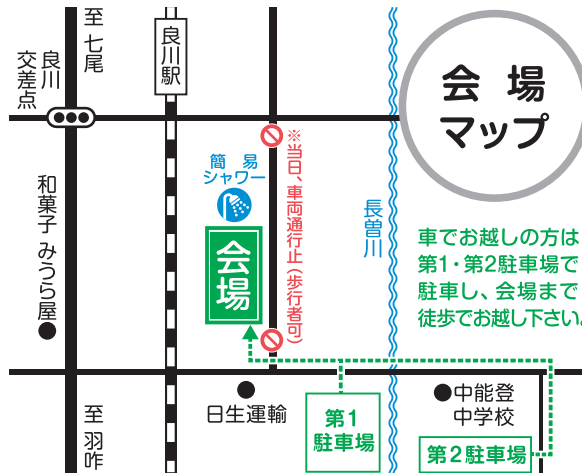 会場
マップ
至 七尾
良川
交差点
良川駅
簡易
シャワー
会場
※当日、車両通行止(歩行者可)
長曽川
和菓子 みうら屋
車でお越しの方は
第1・第2駐車場で
駐車し、会場まで
徒歩でお越し下さい。
日生運輸
第1
駐車場
中能登
中学校
第2駐車場
至 羽咋